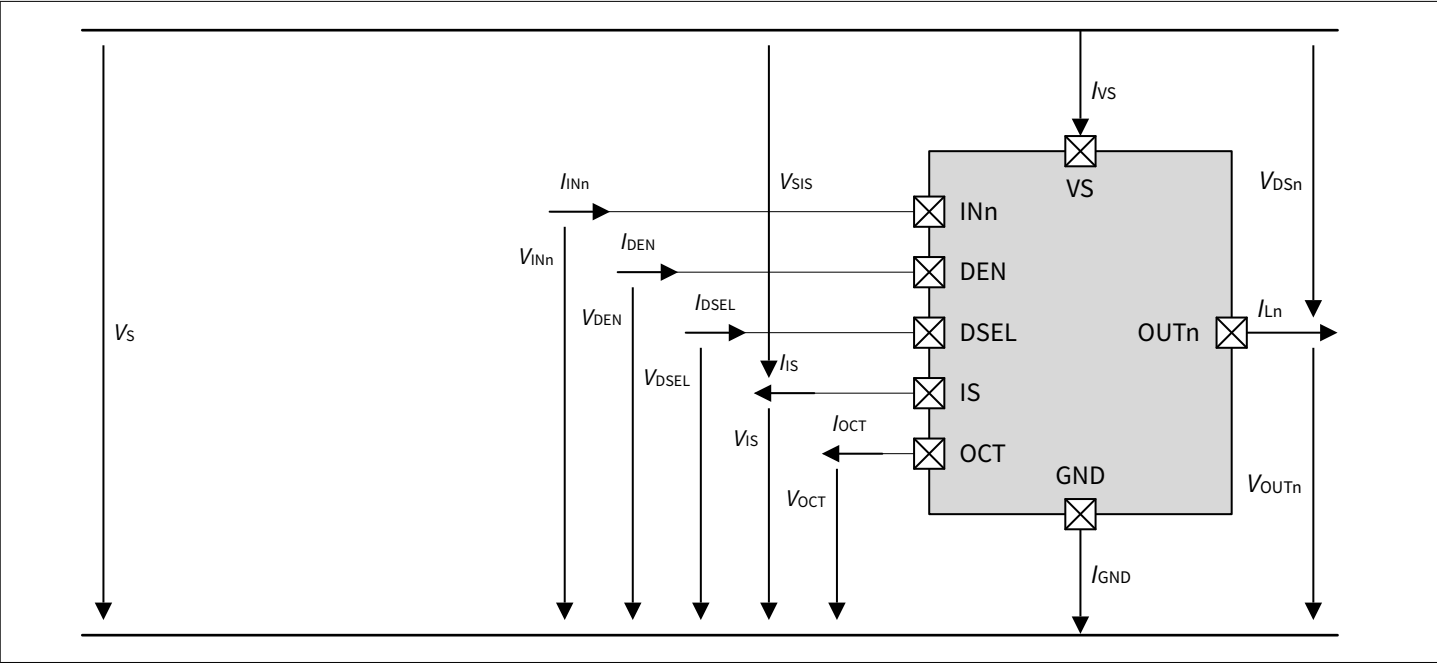 IVS
VS
IINn
VSIS
VDSn
INn
IDEN
VINn
DEN
IDSEL
ILn
VDEN
VS
DSEL
OUTn
IIS
VDSEL
IS
IOCT
VIS
OCT
GND
VOCT
VOUTn
IGND